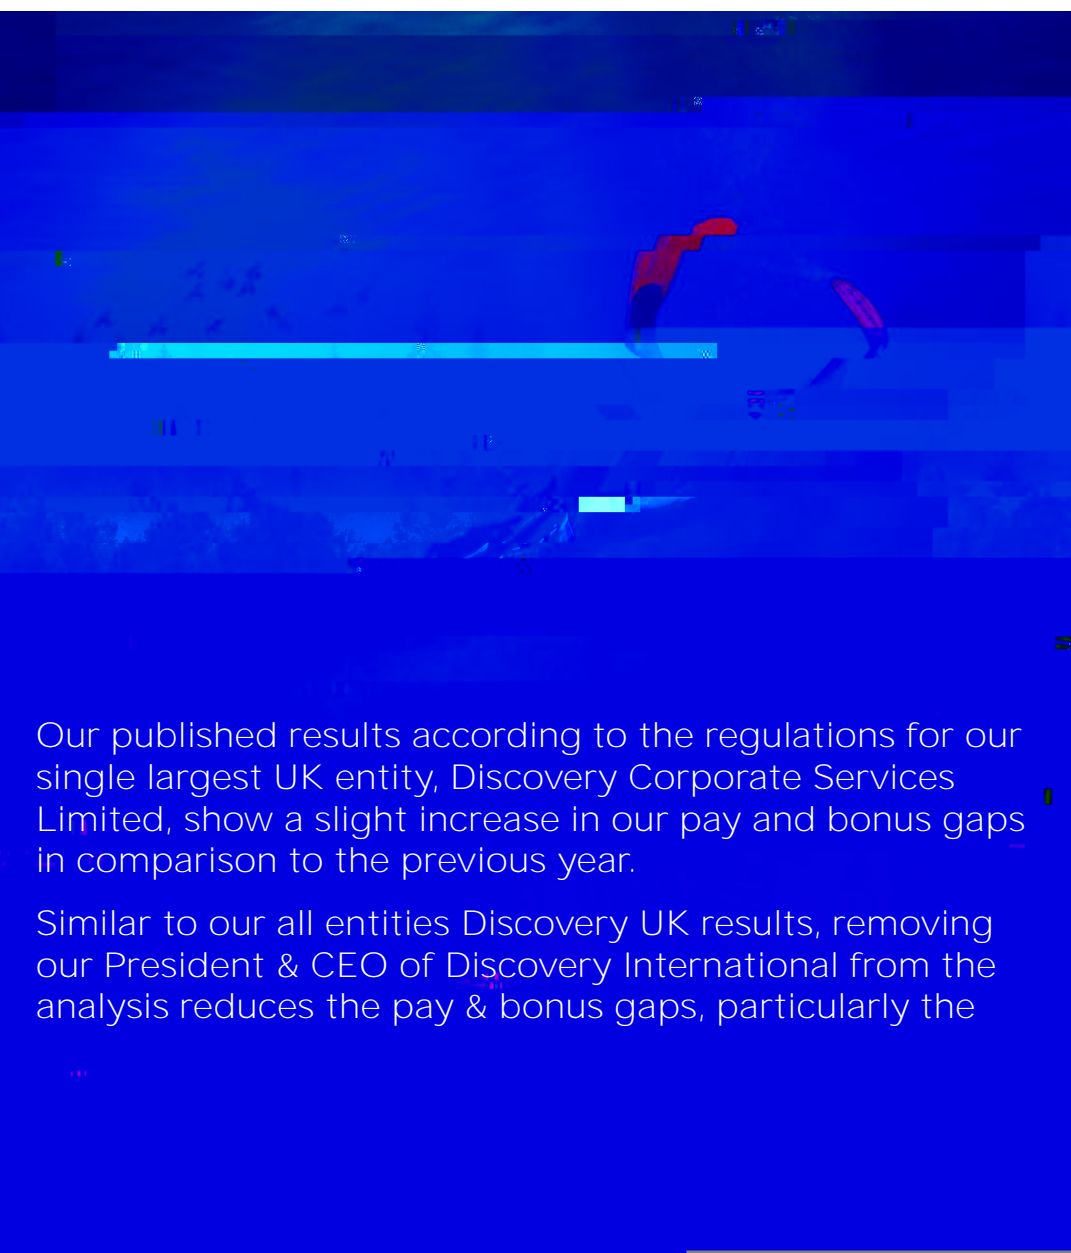 Our published results according to the regulations for our
single largest UK entity, Discovery Corporate Services
Limited, show a slight increase in our pay and bonus gaps
in comparison to the previous year.
Similar to our all entities Discovery UK results, removing
our President & CEO of Discovery International from the
analysis reduces the pay & bonus gaps, particularly the